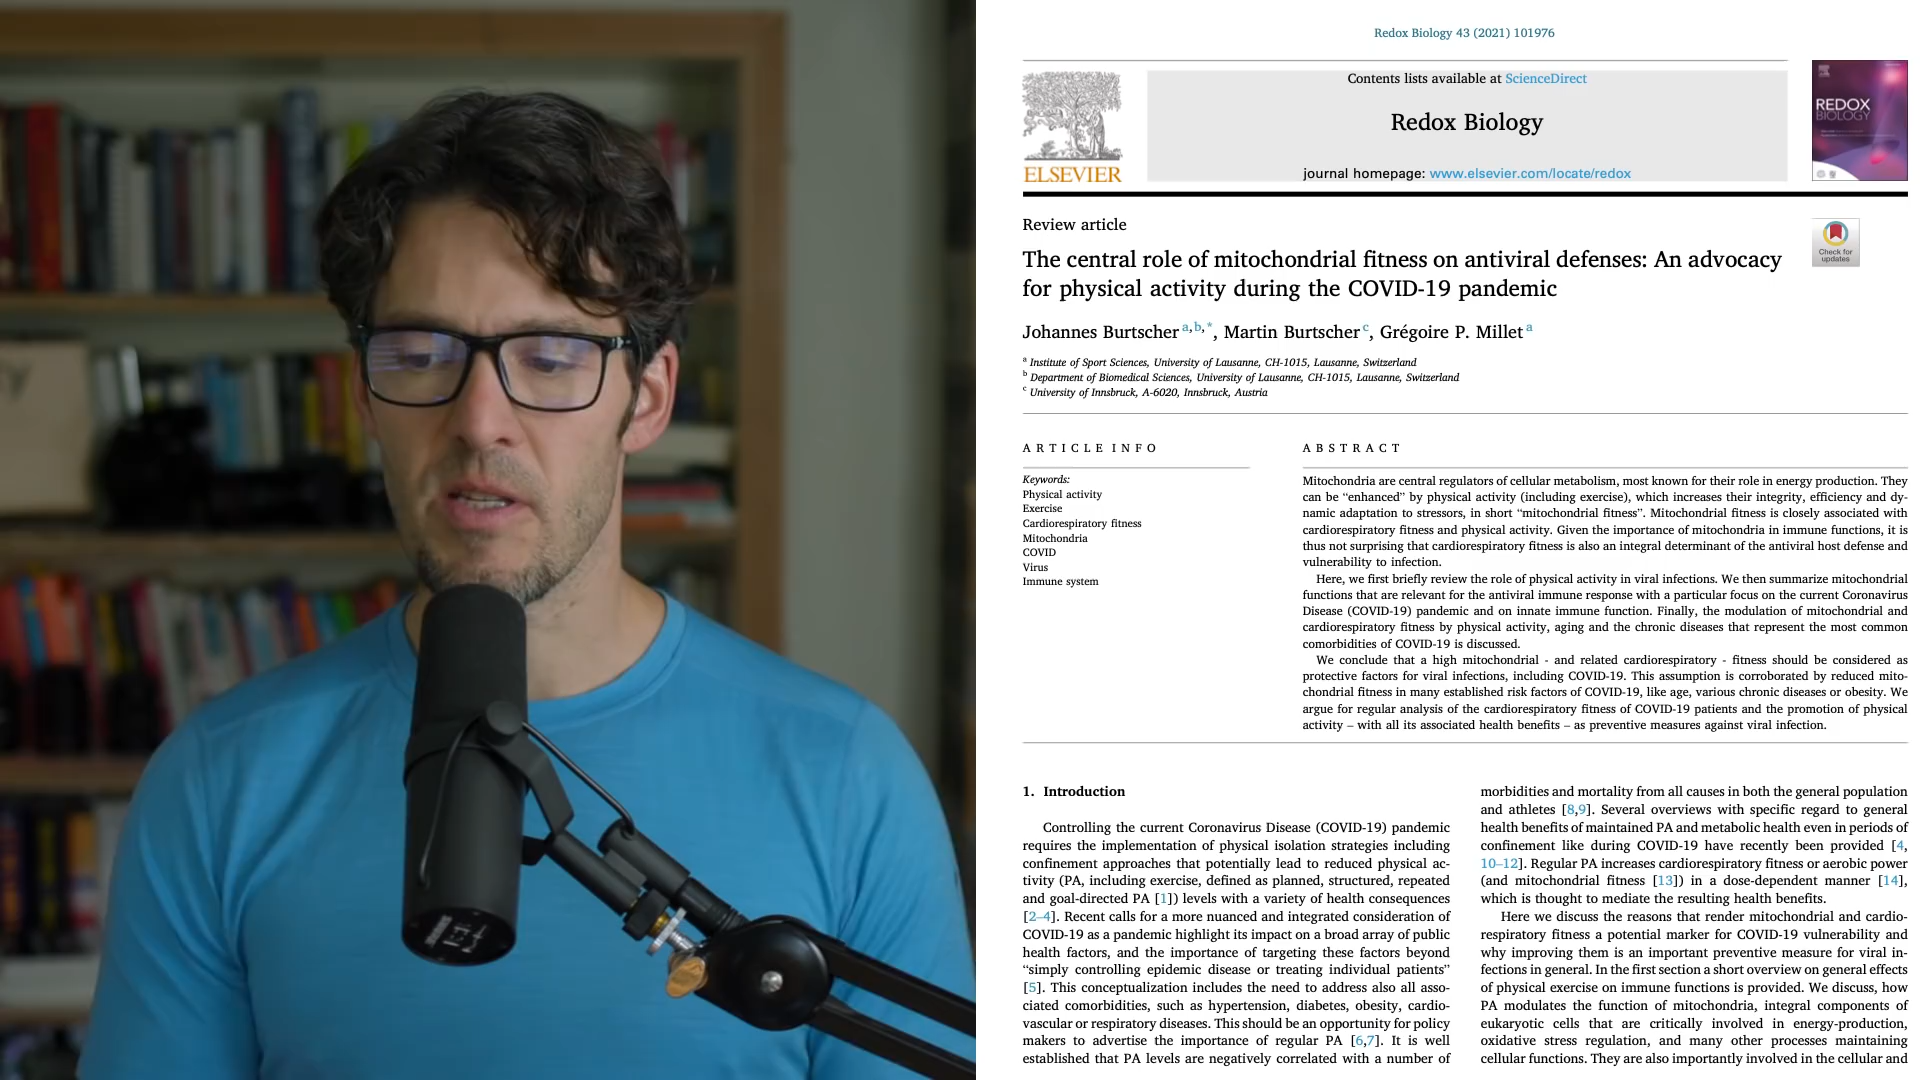 Redox Biology 43 (2021) 101976
Contents lists available at ScienceDirect
Redox Biology
journal homepage: www.elsevier.com/locate/redox
ELSEVIER
REDOX
BIOLOGY
Review article
The central role of mitochondrial fitness on antiviral defenses: An advocacy
for physical activity during the COVID-19 pandemic
Check for
updates
Johannes Burtscher a,b,*, Martin Burtscher c, Grégoire P. Millet a
a Institute of Sport Sciences, University of Lausanne, CH-1015, Lausanne, Switzerland
b Department of Biomedical Sciences, University of Lausanne, CH-1015, Lausanne, Switzerland
c University of Innsbruck, A-6020, Innsbruck, Austria
ARTICLE INFO
Keywords:
Physical activity
Exercise
Cardiorespiratory fitness
Mitochondria
COVID
Virus
Immune system
ABSTRACT
Mitochondria are central regulators of cellular metabolism, most known for their role in energy production. They
can be “enhanced” by physical activity (including exercise), which increases their integrity, efficiency and dy-
namic adaptation to stressors, in short “mitochondrial fitness”. Mitochondrial fitness is closely associated with
cardiorespiratory fitness and physical activity. Given the importance of mitochondria in immune functions, it is
thus not surprising that cardiorespiratory fitness is also an integral determinant of the antiviral host defense and
vulnerability to infection.
Here, we first briefly review the role of physical activity in viral infections. We then summarize mitochondrial
functions that are relevant for the antiviral immune response with a particular focus on the current Coronavirus
Disease (COVID-19) pandemic and on innate immune function. Finally, the modulation of mitochondrial and
cardiorespiratory fitness by physical activity, aging and the chronic diseases that represent the most common
comorbidities of COVID-19 is discussed.
We conclude that a high mitochondrial - and related cardiorespiratory - fitness should be considered as
protective factors for viral infections, including COVID-19. This assumption is corroborated by reduced mito-
chondrial fitness in many established risk factors of COVID-19, like age, various chronic diseases or obesity. We
argue for regular analysis of the cardiorespiratory fitness of COVID-19 patients and the promotion of physical
activity – with all its associated health benefits – as preventive measures against viral infection.
1. Introduction
Controlling the current Coronavirus Disease (COVID-19) pandemic
requires the implementation of physical isolation strategies including
confinement approaches that potentially lead to reduced physical ac-
tivity (PA, including exercise, defined as planned, structured, repeated
and goal-directed PA [1]) levels with a variety of health consequences
[2–4]. Recent calls for a more nuanced and integrated consideration of
COVID-19 as a pandemic highlight its impact on a broad array of public
health factors, and the importance of targeting these factors beyond
“simply controlling epidemic disease or treating individual patients”
[5]. This conceptualization includes the need to address also all asso-
ciated comorbidities, such as hypertension, diabetes, obesity, cardio-
vascular or respiratory diseases. This should be an opportunity for policy
makers to advertise the importance of regular PA [6,7]. It is well
established that PA levels are negatively correlated with a number of
morbidities and mortality from all causes in both the general population
and athletes [8,9]. Several overviews with specific regard to general
health benefits of maintained PA and metabolic health even in periods of
confinement like during COVID-19 have recently been provided [4,
10–12]. Regular PA increases cardiorespiratory fitness or aerobic power
(and mitochondrial fitness [13]) in a dose-dependent manner [14],
which is thought to mediate the resulting health benefits.
Here we discuss the reasons that render mitochondrial and cardio-
respiratory fitness a potential marker for COVID-19 vulnerability and
why improving them is an important preventive measure for viral in-
fections in general. In the first section a short overview on general effects
of physical exercise on immune functions is provided. We discuss, how
PA modulates the function of mitochondria, integral components of
eukaryotic cells that are critically involved in energy-production,
oxidative stress regulation, and many other processes maintaining
cellular functions. They are also importantly involved in the cellular and